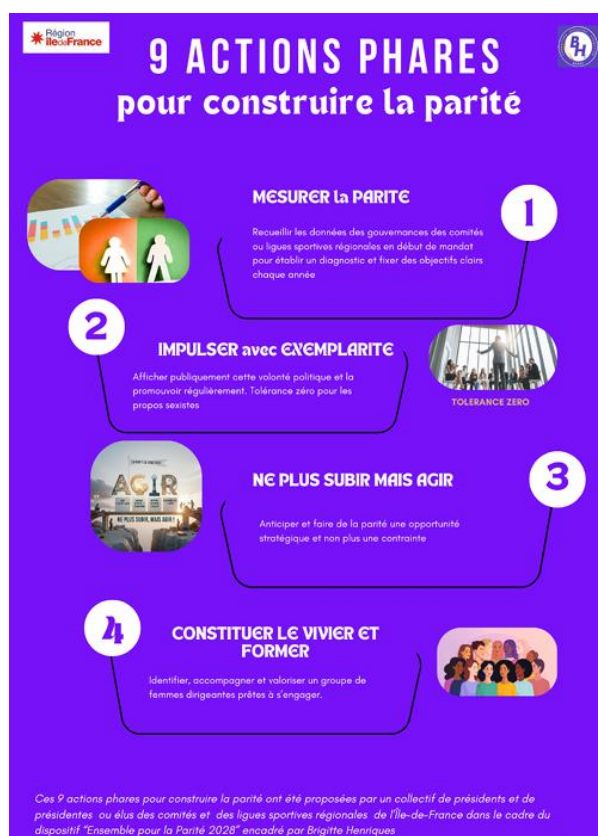 Région
îledeFrance
BH
9 ACTIONS PHARES
pour construire la parité
1
MESURER la PARITE
Recueillir les données des gouvernances des comités
ou ligues sportives régionales en début de mandat
pour établir un diagnostic et fixer des objectifs clairs
chaque année
2
IMPULSER avec EXEMPLARITE
Afficher publiquement cette volonté politique et la
promouvoir régulièrement. Tolérance zéro pour les
propos sexistes
TOLERANCE ZERO
AGIR
NE PLUS SUBIR, MAIS AGIR !
3
NE PLUS SUBIR MAIS AGIR
Anticiper et faire de la parité une opportunité
stratégique et non plus une contrainte
4
CONSTITUER LE VIVIER ET
FORMER
Identifier, accompagner et valoriser un groupe de
femmes dirigeantes prêtes à s'engager.
Ces 9 actions phares pour construire la parité ont été proposées par un collectif de présidents et de
présidentes ou élus des comités et des ligues sportives régionales de l'Île-de-France dans le cadre du
dispositif "Ensemble pour la Parité 2028" encadré par Brigitte Henriques